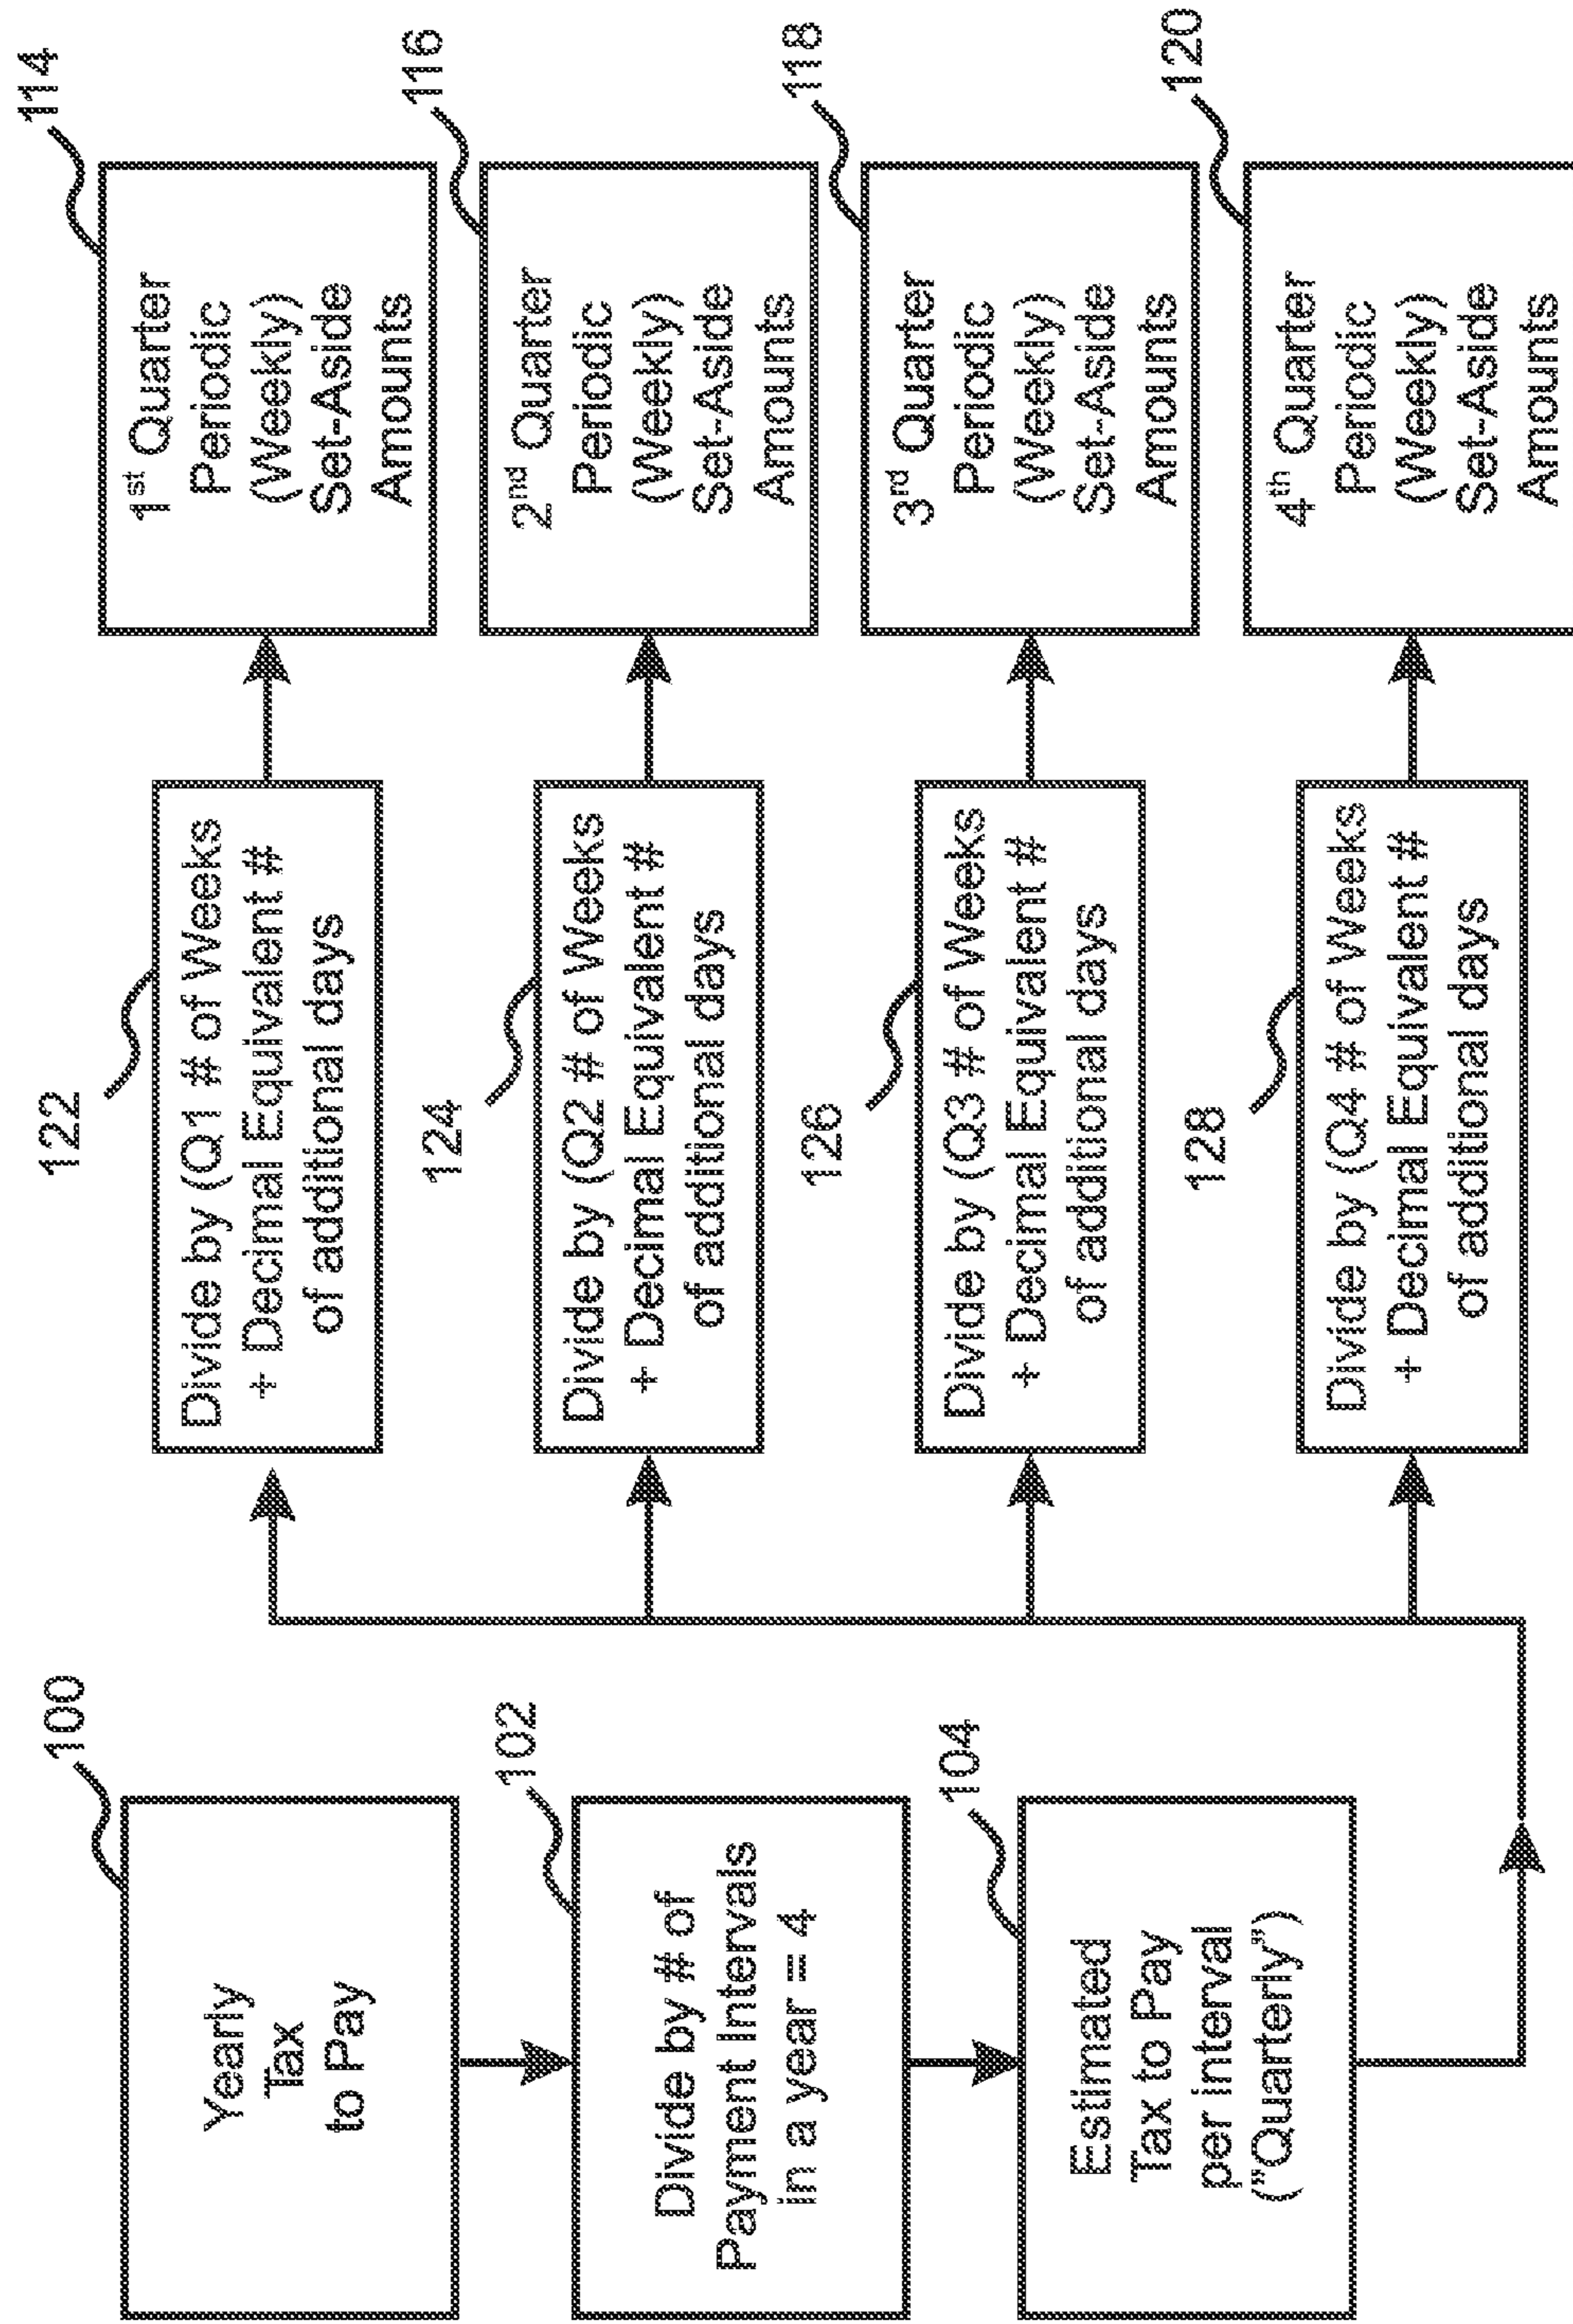 100
Yearly
Tax
to Pay
102
Divide by # of
Payment Intervals
in a year = 4
104
Estimated
Tax to Pay
per interval
("Quarterly")
122
Divide by (Q1 # of Weeks
+ Decimal Equivalent #
of additional days
114
1st Quarter
Periodic
(Weekly)
Set-Aside
Amounts
124
Divide by (Q2 # of Weeks
+ Decimal Equivalent #
of additional days
116
2nd Quarter
Periodic
(Weekly)
Set-Aside
Amounts
126
Divide by (Q3 # of Weeks
+ Decimal Equivalent #
of additional days
118
3rd Quarter
Periodic
(Weekly)
Set-Aside
Amounts
128
Divide by (Q4 # of Weeks
+ Decimal Equivalent #
of additional days
120
4th Quarter
Periodic
(Weekly)
Set-Aside
Amounts